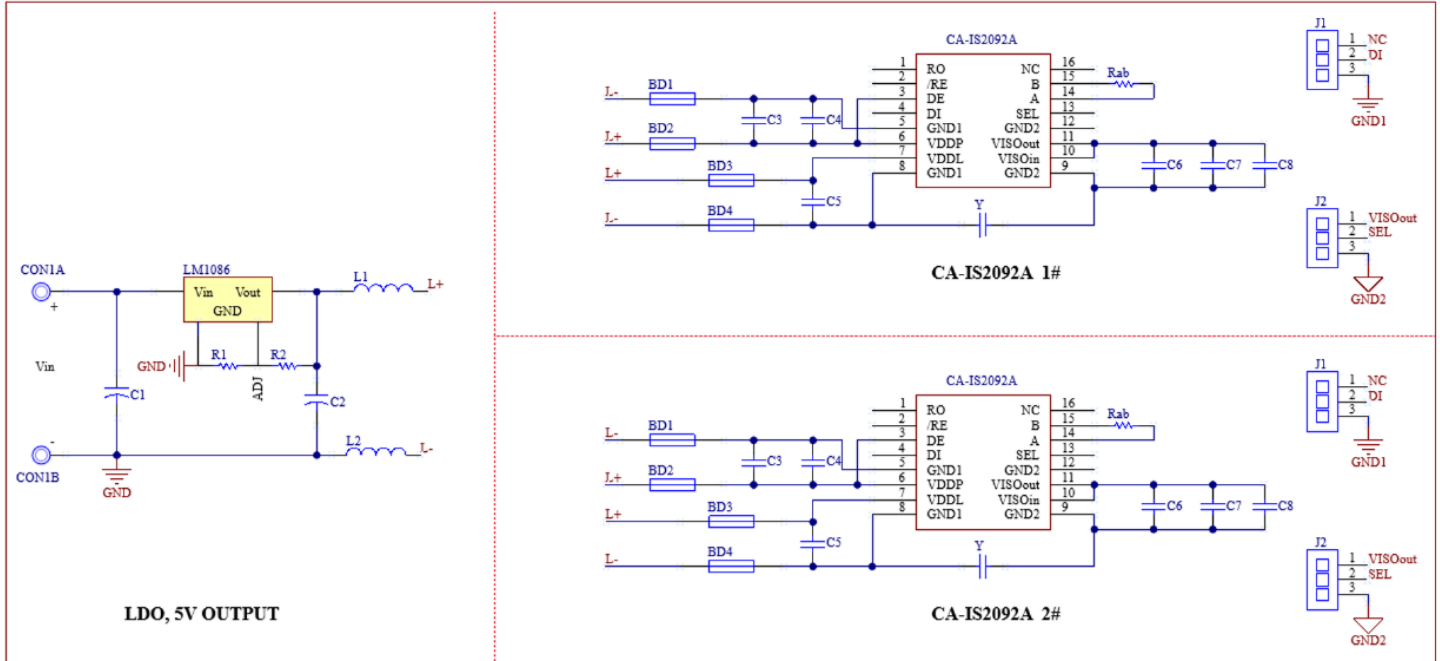 CON1A
+
Vin
-
CON1B
C1
GND
LM1086
Vin Vout
GND
GND
R1
R2
ADJ
C2
L1
L+
L2
L-
LDO, 5V OUTPUT
CA-IS2092A
L- BD1
L+ BD2
L+ BD3
L- BD4
C3
C4
C5
1 RO NC 16
2 /RE B 15
3 DE A 14
4 DI SEL 13
5 GND1 GND2 12
6 VDDP VISOout 11
7 VDDL VISOin 10
8 GND1 GND2 9
Rab
C6
C7
C8
Y
CA-IS2092A 1#
J1
1 NC
2 DI
3
GND1
J2
1 VISOout
2 SEL
3
GND2
CA-IS2092A
L- BD1
L+ BD2
L+ BD3
L- BD4
C3
C4
C5
1 RO NC 16
2 /RE B 15
3 DE A 14
4 DI SEL 13
5 GND1 GND2 12
6 VDDP VISOout 11
7 VDDL VISOin 10
8 GND1 GND2 9
Rab
C6
C7
C8
Y
CA-IS2092A 2#
J1
1 NC
2 DI
3
GND1
J2
1 VISOout
2 SEL
3
GND2